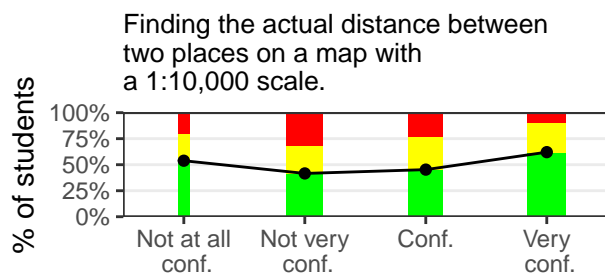 Finding the actual distance between
two places on a map with
a 1:10,000 scale.
% of students
100%
75%
50%
25%
0%
Not at all
conf.
Not very
conf.
Conf.
Very
conf.